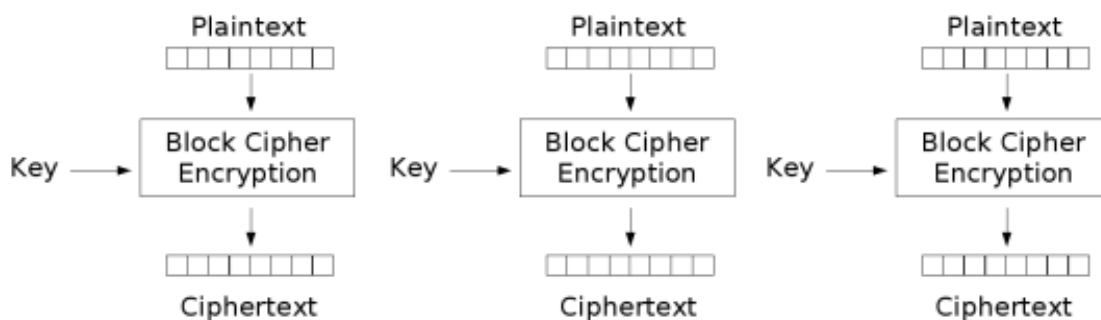 Plaintext Plaintext Plaintext
Key Block Cipher Encryption Key Block Cipher Encryption Key Block Cipher Encryption
Ciphertext Ciphertext Ciphertext